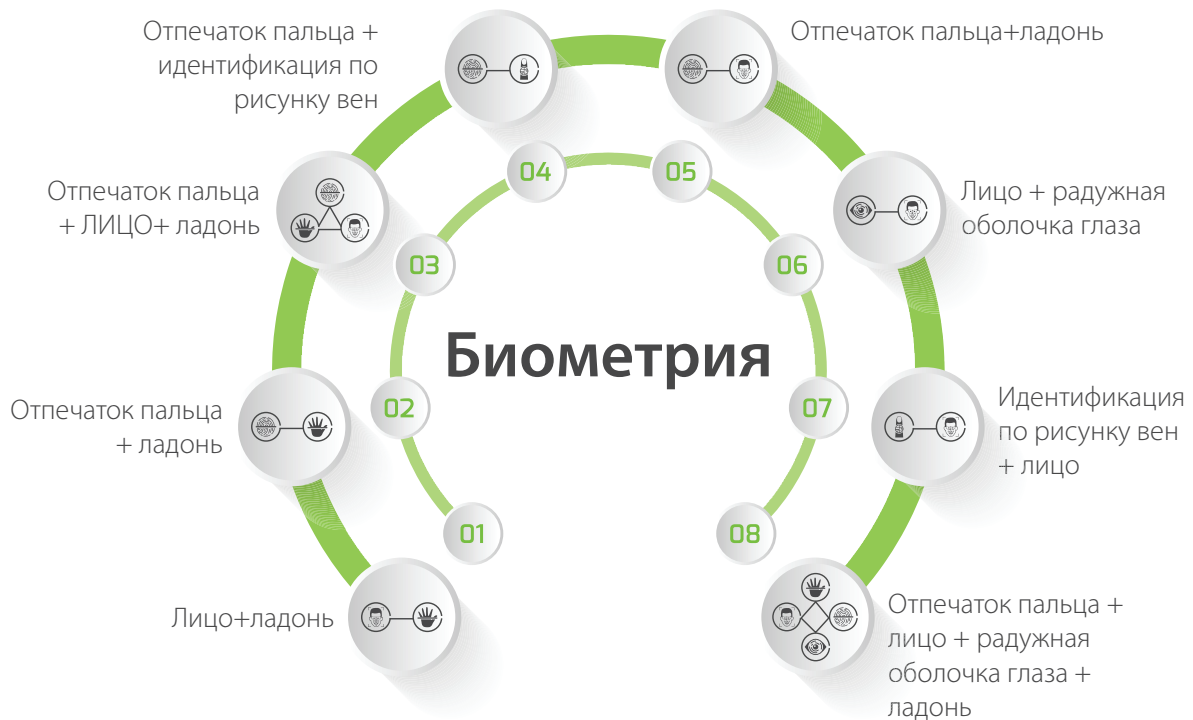 Отпечаток пальца +
идентификация по
рисунку вен
Отпечаток пальца+ладонь
Отпечаток пальца
+ ЛИЦО+ ладонь
Лицо + радужная
оболочка глаза
04
05
03
06
Биометрия
Отпечаток пальца
+ ладонь
02
07
Идентификация
по рисунку вен
+ лицо
01
08
Лицо+ладонь
Отпечаток пальца +
лицо + радужная
оболочка глаза +
ладонь